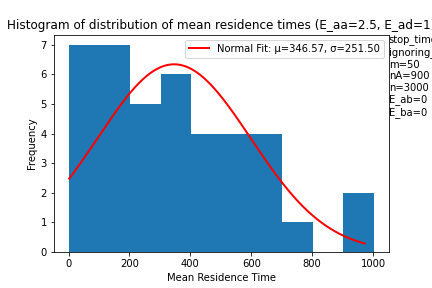 Histogram of distribution of mean residence times (E_aa=2.5, E_ad=1)
stop_time
ignoring_
m=50
nA=900
n=3000
E_ab=0
E_ba=0
Normal Fit: μ=346.57, σ=251.50
Frequency
7
6
5
4
3
2
1
0
0 200 400 600 800 1000
Mean Residence Time